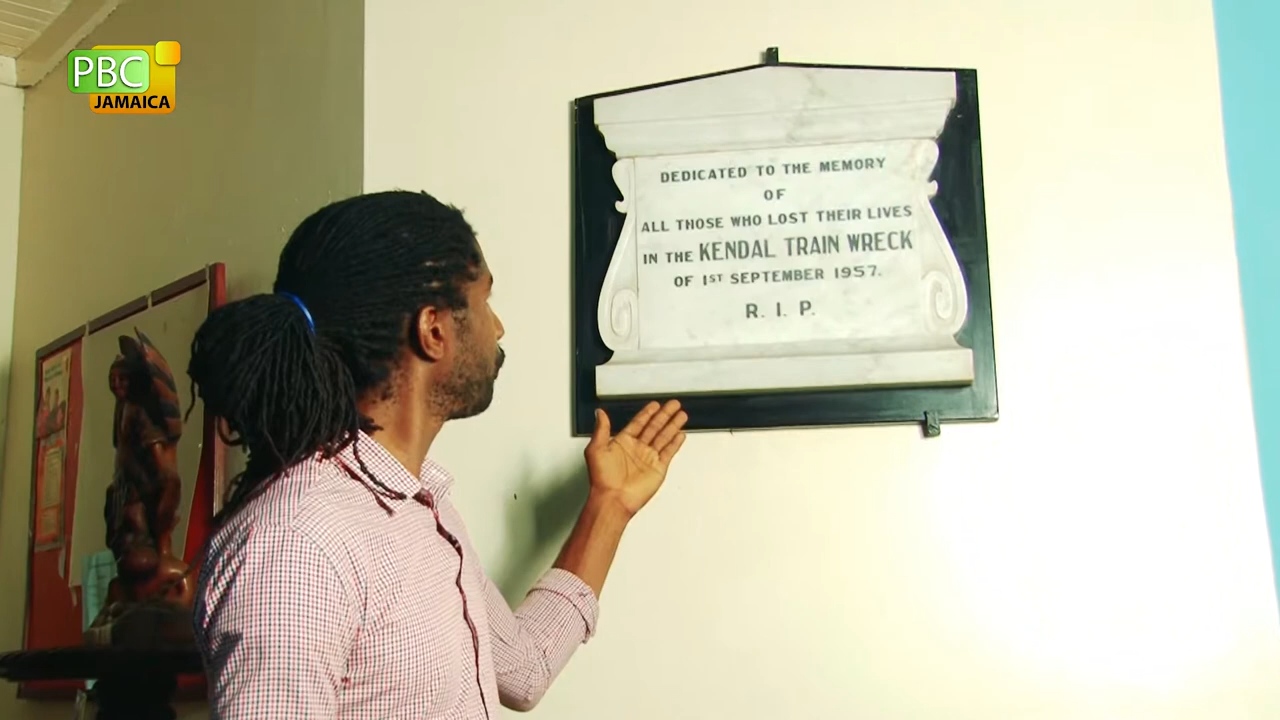 PBC
JAMAICA
DEDICATED TO THE MEMORY
OF
ALL THOSE WHO LOST THEIR LIVES
IN THE KENDAL TRAIN WRECK
OF 1ST SEPTEMBER 1957.
R. I. P.